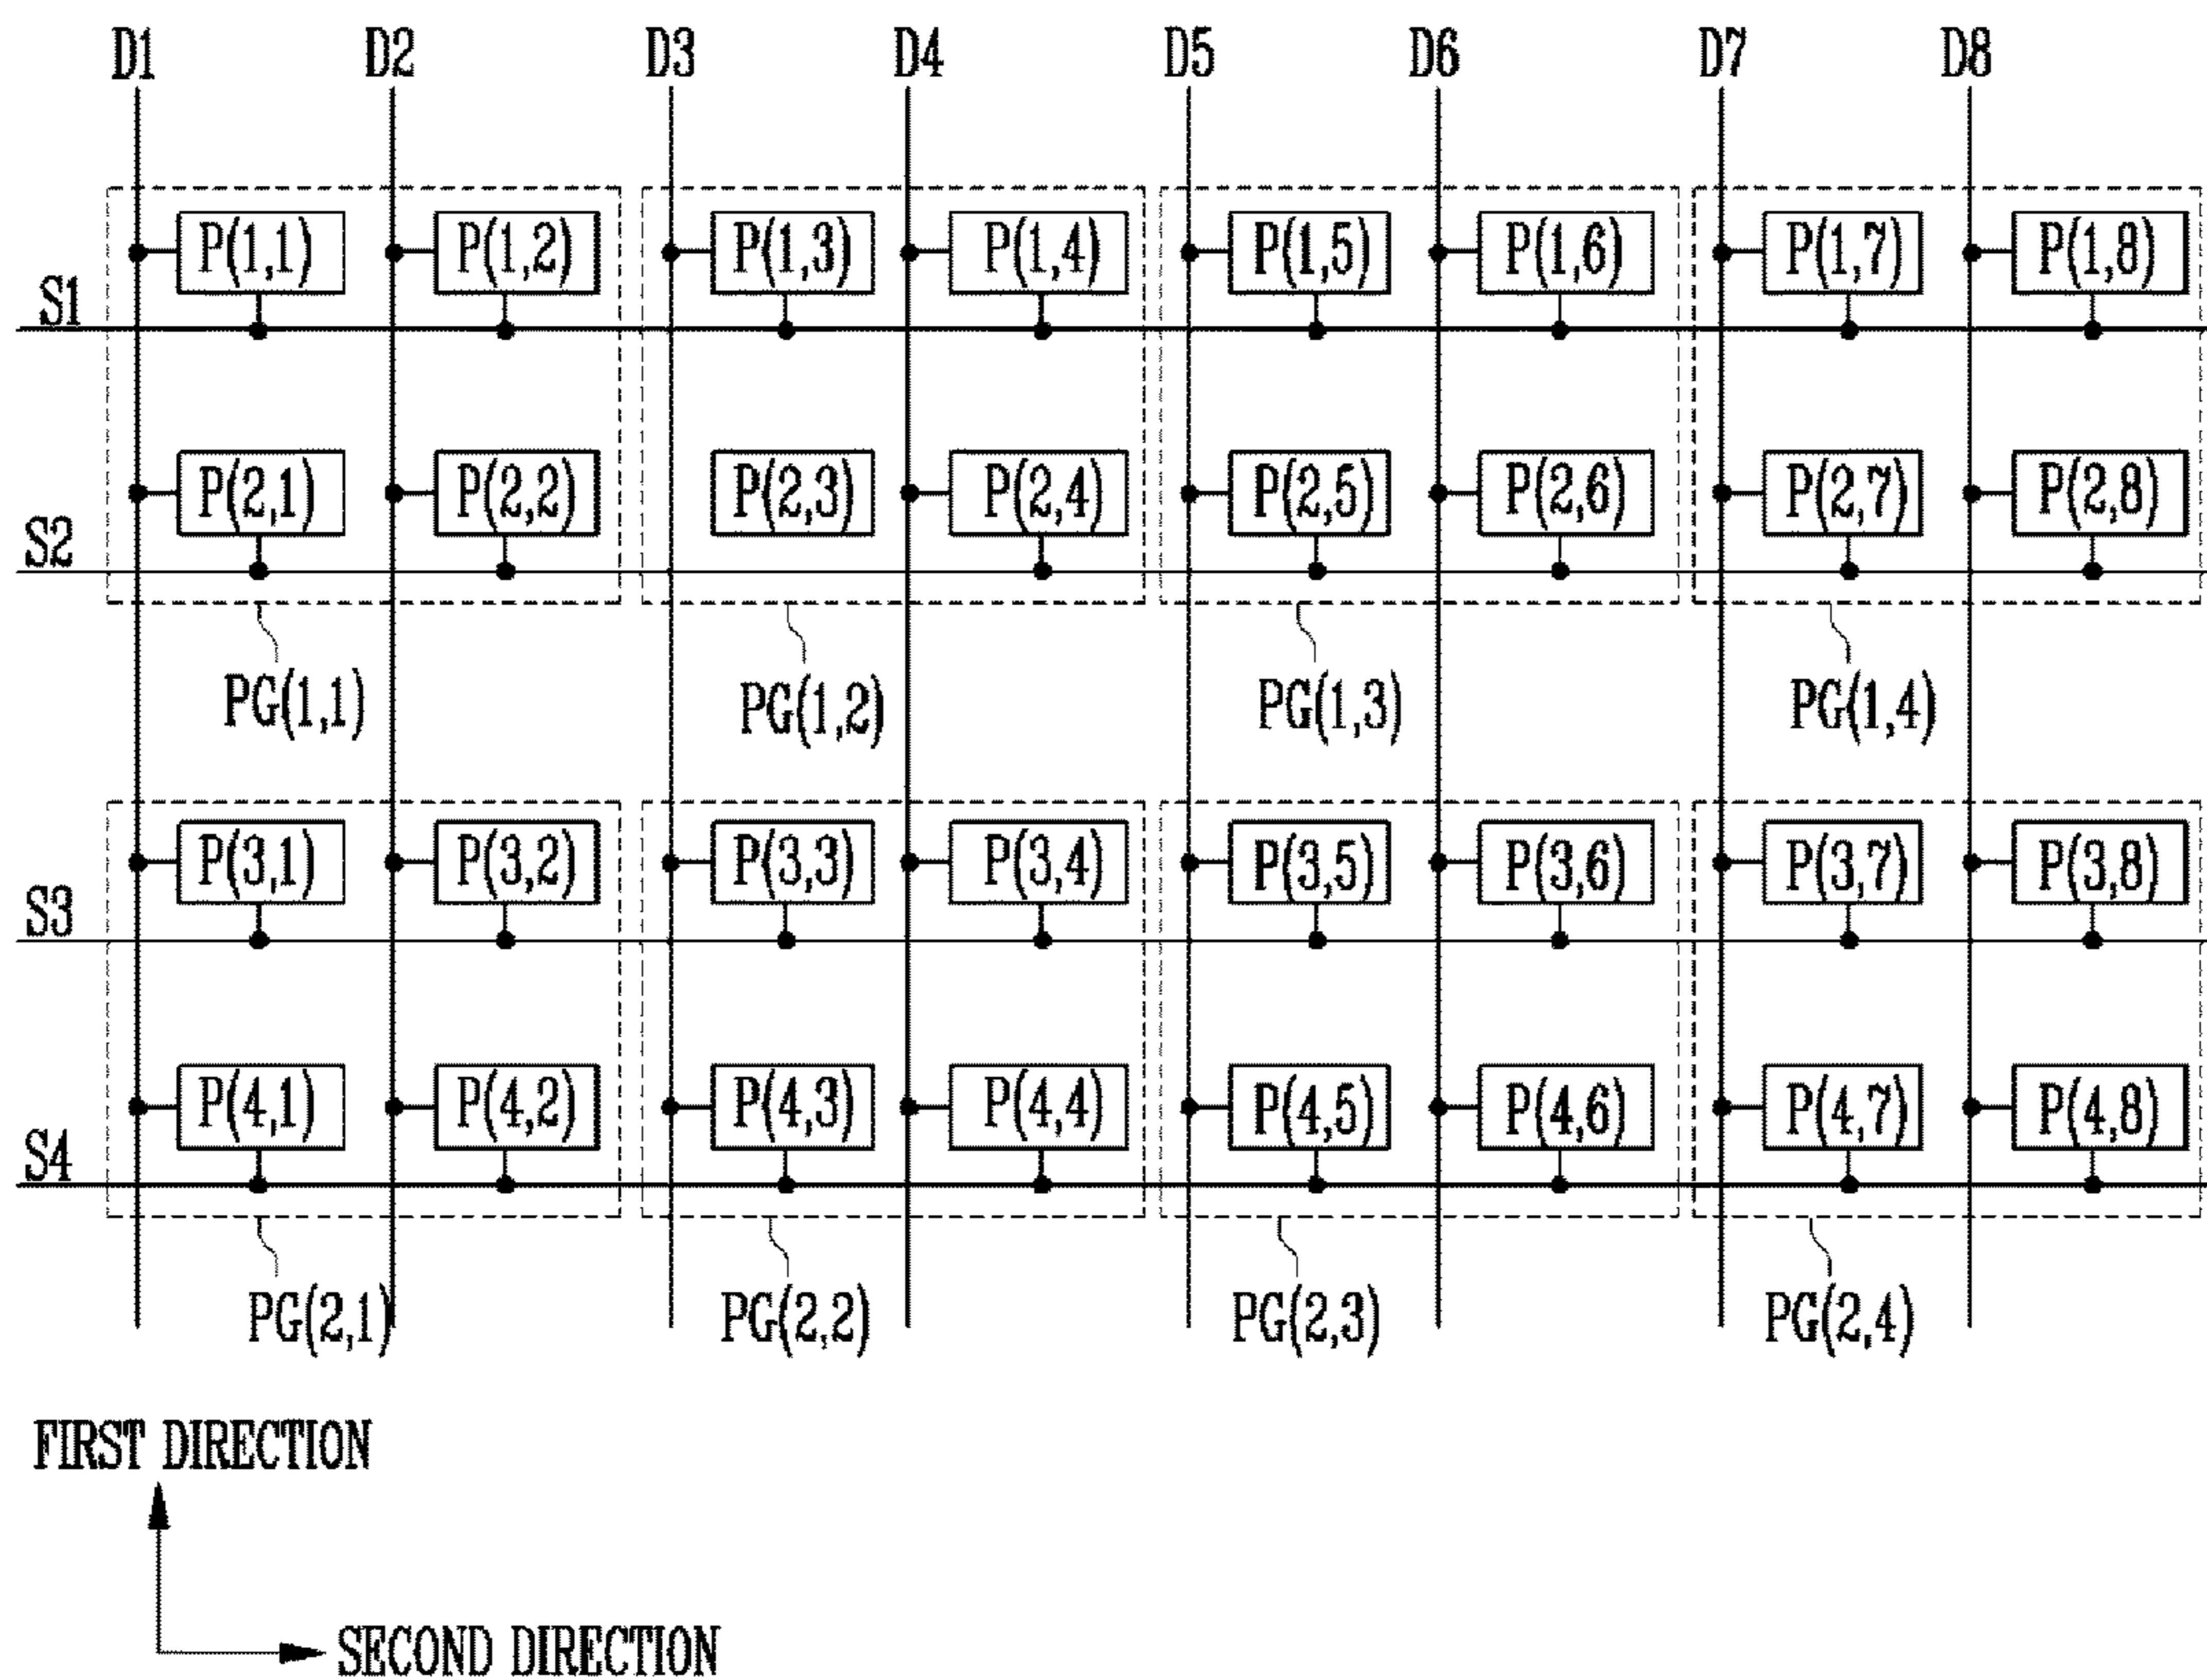 D1 D2 D3 D4 D5 D6 D7 D8
P(1,1) P(1,2) P(1,3) P(1,4) P(1,5) P(1,6) P(1,7) P(1,8)
S1
P(2,1) P(2,2) P(2,3) P(2,4) P(2,5) P(2,6) P(2,7) P(2,8)
S2
PG(1,1) PG(1,2) PG(1,3) PG(1,4)
P(3,1) P(3,2) P(3,3) P(3,4) P(3,5) P(3,6) P(3,7) P(3,8)
S3
P(4,1) P(4,2) P(4,3) P(4,4) P(4,5) P(4,6) P(4,7) P(4,8)
S4
PG(2,1) PG(2,2) PG(2,3) PG(2,4)
FIRST DIRECTION
SECOND DIRECTION